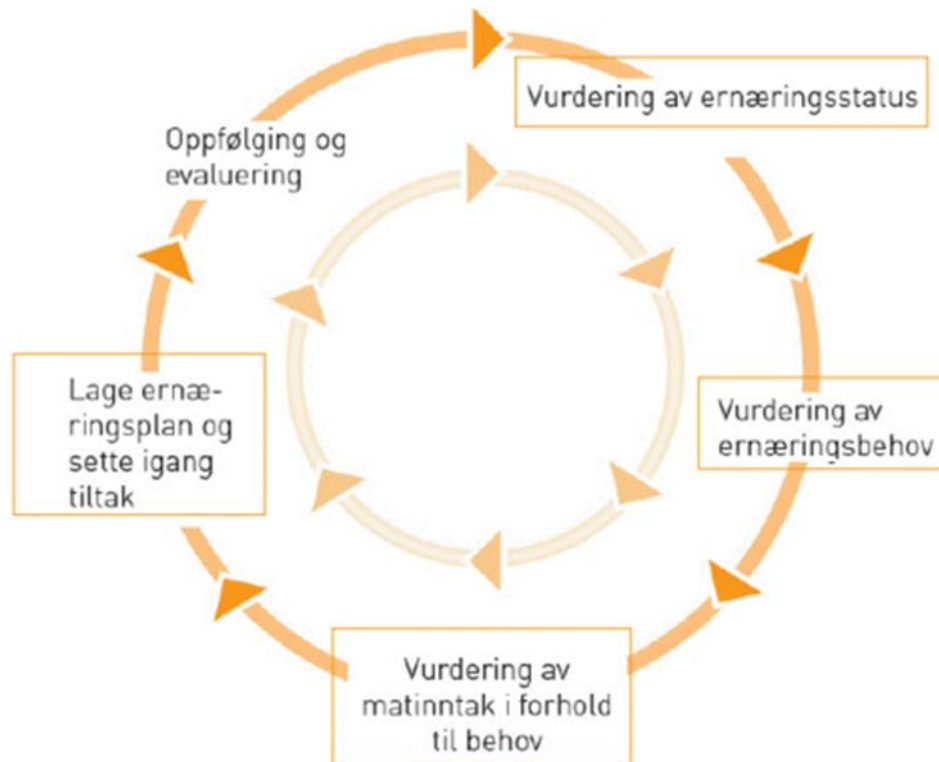 Vurdering av ernæringsstatus
Oppfølging og
evaluering
Vurdering av
ernæringsbehov
Lage ernæ-
ringsplan og
sette igang
tiltak
Vurdering av
matinntak i forhold
til behov